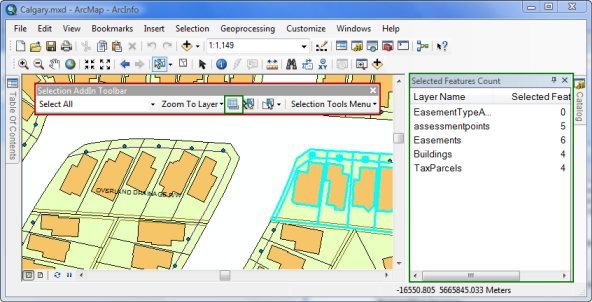 Calgary.mxd - ArcMap - ArcInfo
File Edit View Bookmarks Insert Selection Geoprocessing Customize Windows Help
1:1,149
Selection AddIn Toolbar
Select All Zoom To Layer Selection Tools Menu
Table Of Contents
OVERLAND DRAINAGE R/W
Selected Features Count
Layer Name Selected Feat
EasementTypeA... 0
assessmentpoints 5
Easements 6
Buildings 4
TaxParcels 4
Catalog
-16550.805 5665845.033 Meters